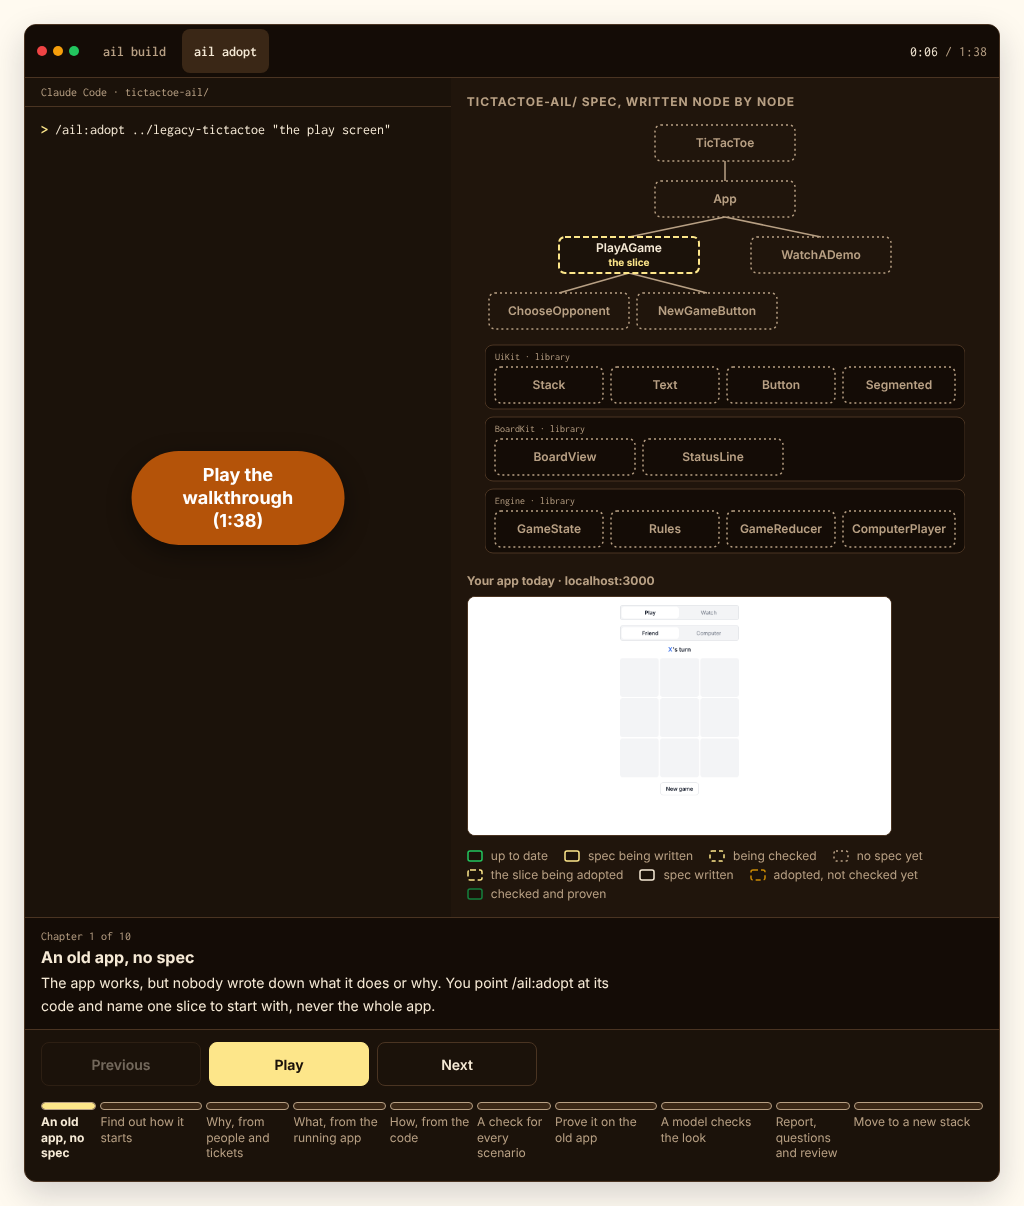 ail build
ail adopt
0:06 / 1:38
Claude Code · tictactoe-ail/
> /ail:adopt ../legacy-tictactoe "the play screen"
Play the
walkthrough
(1:38)
TICTACTOE-AIL/ SPEC, WRITTEN NODE BY NODE
TicTacToe
App
PlayAGame
the slice
WatchADemo
ChooseOpponent
NewGameButton
UiKit · library
Stack
Text
Button
Segmented
BoardKit · library
BoardView
StatusLine
Engine · library
GameState
Rules
GameReducer
ComputerPlayer
Your app today · localhost:3000
Play
Watch
Friend
Computer
X's turn
New game
up to date
spec being written
being checked
no spec yet
the slice being adopted
spec written
adopted, not checked yet
checked and proven
Chapter 1 of 10
An old app, no spec
The app works, but nobody wrote down what it does or why. You point /ail:adopt at its
code and name one slice to start with, never the whole app.
Previous
Play
Next
An old
app, no
spec
Find out how it
starts
Why, from
people and
tickets
What, from the
running app
How, from the
code
A check for
every
scenario
Prove it on the
old app
A model checks
the look
Report,
questions
and review
Move to a new stack